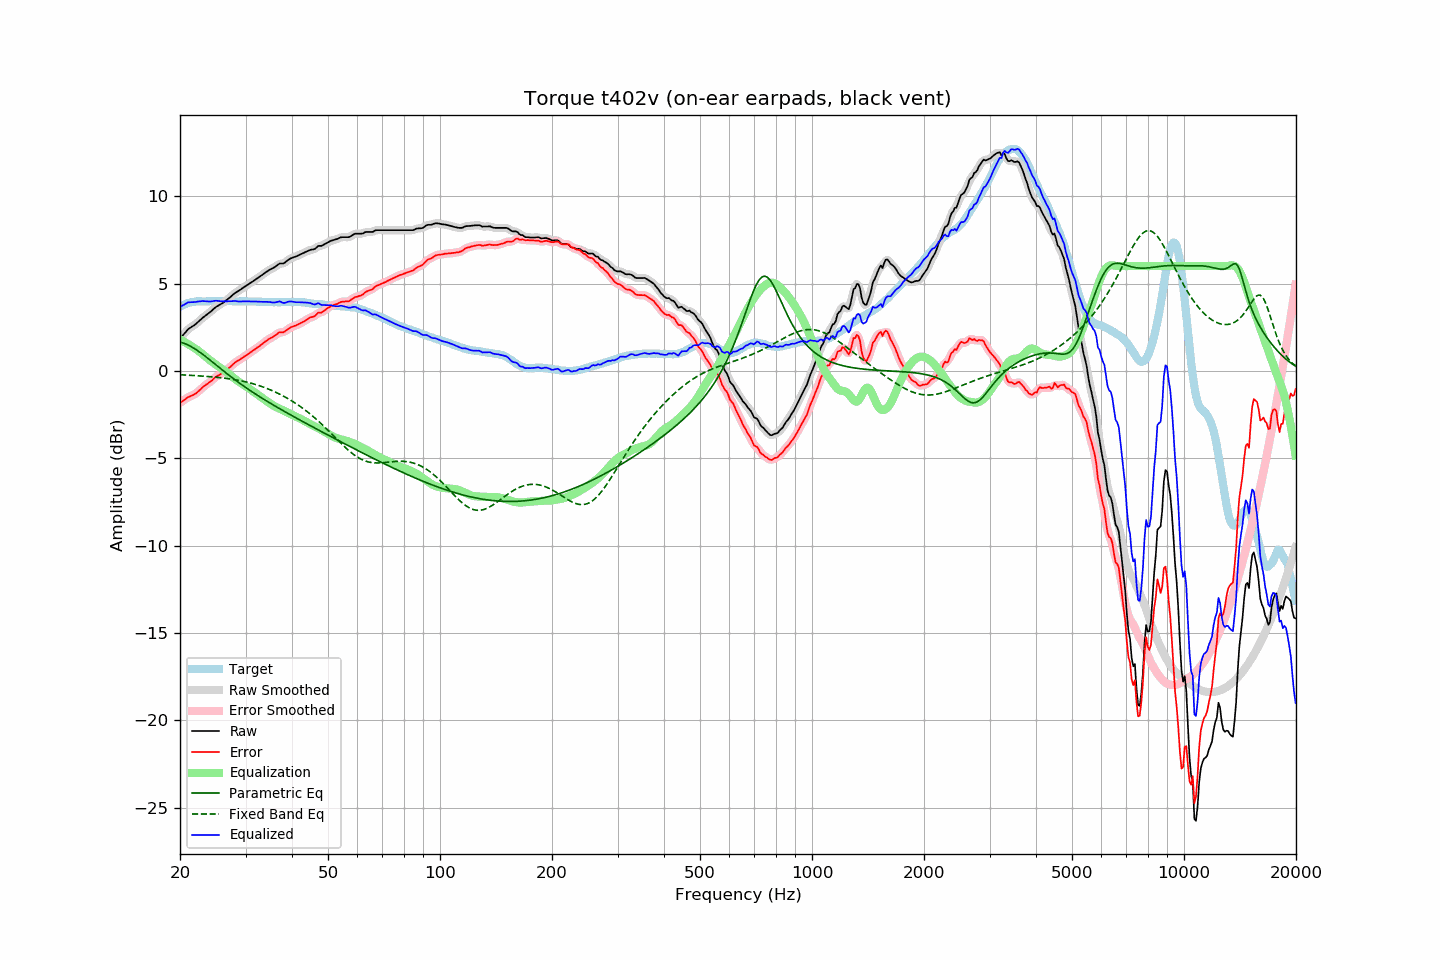 Torque t402v (on-ear earpads, black vent)
Amplitude (dBr)
10
5
0
−5
−10
−15
−20
−25
Target
Raw Smoothed
Error Smoothed
Raw
Error
Equalization
Parametric Eq
Fixed Band Eq
Equalized
20 50 100 200 500 1000 2000 5000 10000 20000
Frequency (Hz)